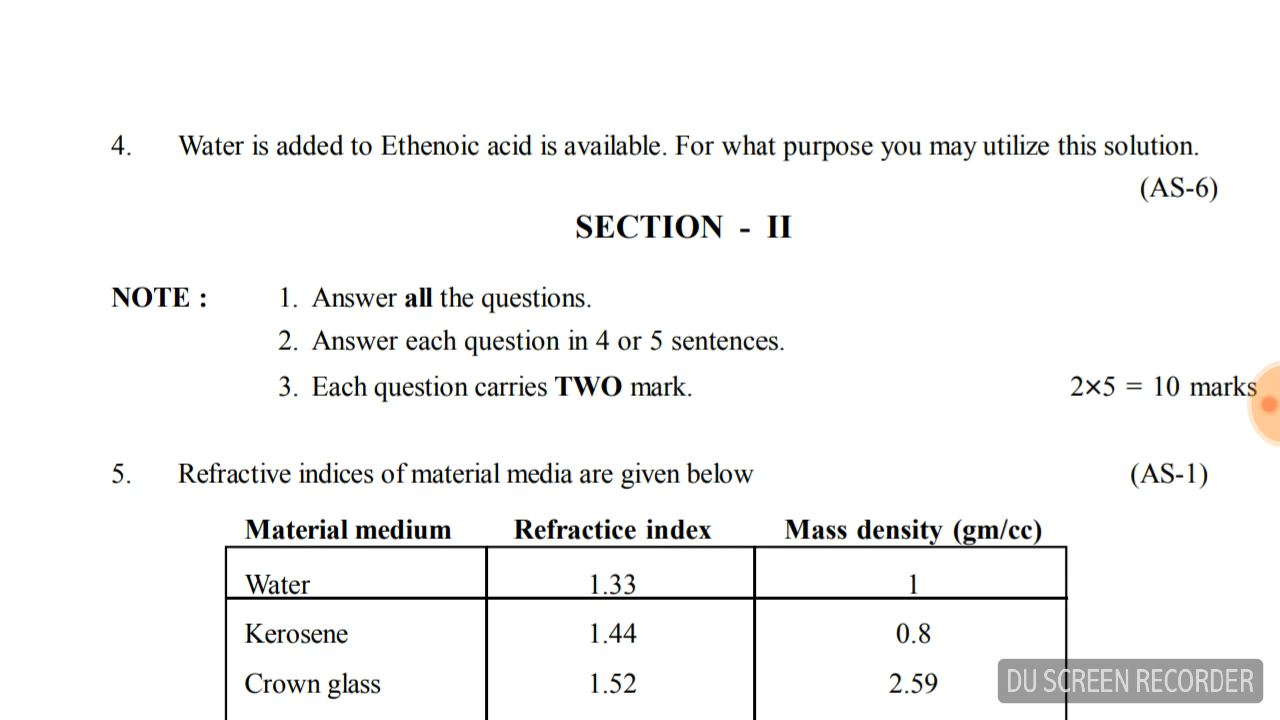 4. Water is added to Ethenoic acid is available. For what purpose you may utilize this solution.
(AS-6)
SECTION - II
NOTE : 1. Answer all the questions.
2. Answer each question in 4 or 5 sentences.
3. Each question carries TWO mark. 2×5 = 10 marks
5. Refractive indices of material media are given below (AS-1)
Material medium Refractice index Mass density (gm/cc)
Water 1.33 1
Kerosene 1.44 0.8
Crown glass 1.52 2.59
DU SCREEN RECORDER